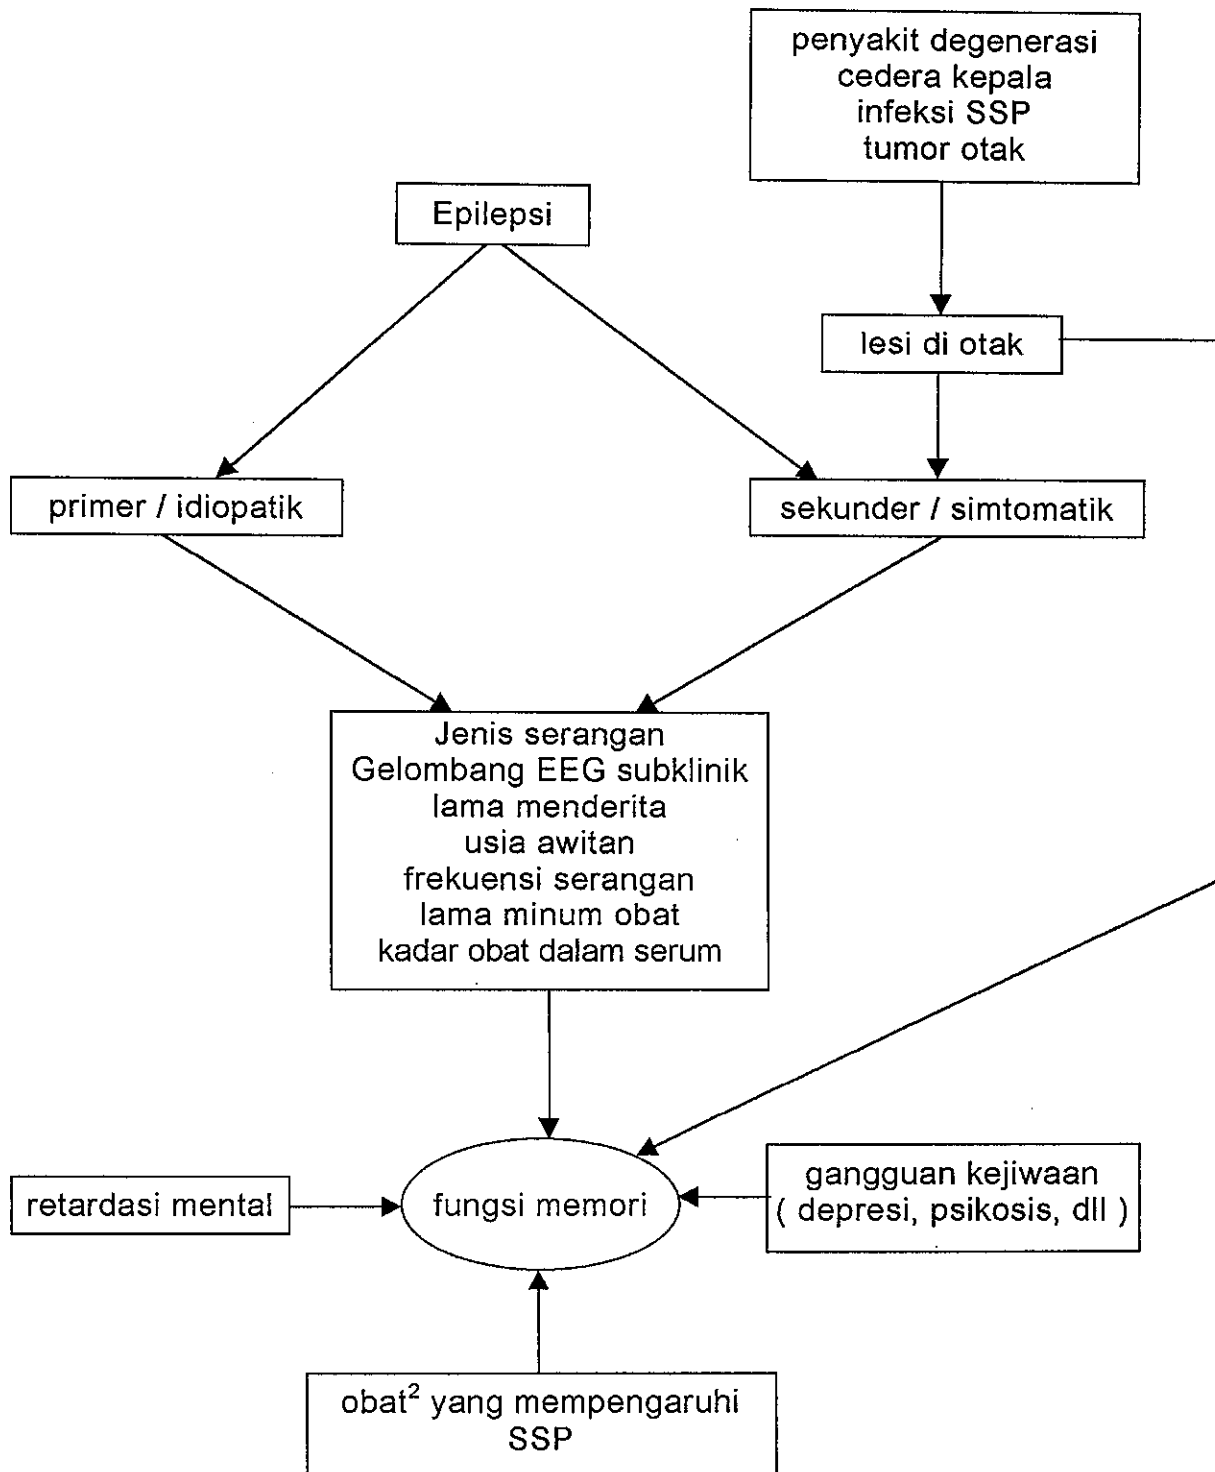 penyakit degenerasi
cedera kepala
infeksi SSP
tumor otak
Epilepsi
lesi di otak
primer / idiopatik
sekunder / simtomatik
Jenis serangan
Gelombang EEG subklinik
lama menderita
usia awitan
frekuensi serangan
lama minum obat
kadar obat dalam serum
retardasi mental
fungsi memori
gangguan kejiwaan
( depresi, psikosis, dll )
obat² yang mempengaruhi
SSP